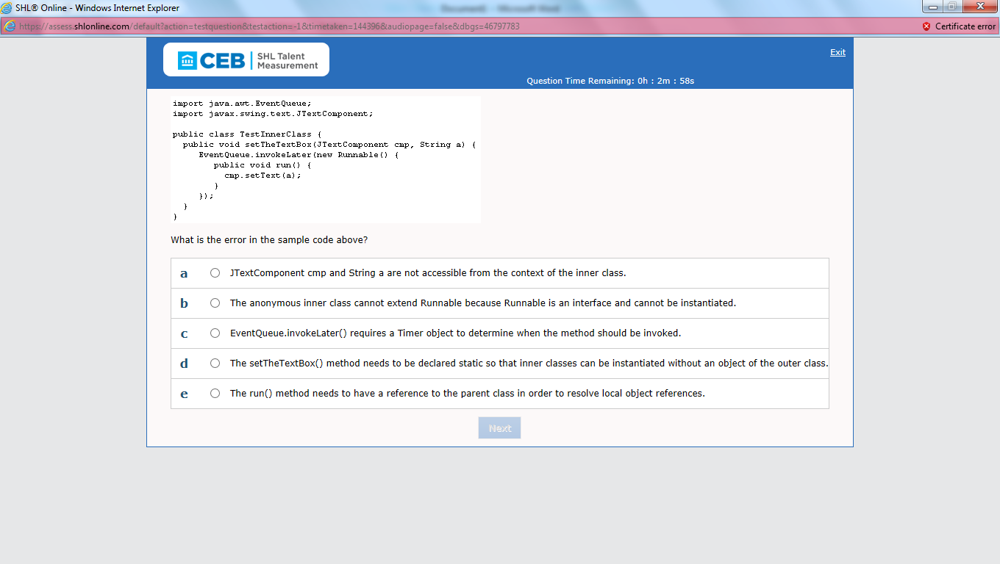 SHL® Online - Windows Internet Explorer
https://assess.shlonline.com/default?action=testquestion&testaction=-1&timetaken=144396&audiopage=false&dbgs=46797783
Certificate error
CEB
SHL Talent
Measurement
Exit
Question Time Remaining: 0h : 2m : 58s
import java.awt.EventQueue;
import javax.swing.text.JTextComponent;
public class TestInnerClass {
public void setTheTextBox(JTextComponent cmp, String a) {
EventQueue.invokeLater(new Runnable() {
public void run() {
cmp.setText(a);
}
});
}
}
What is the error in the sample code above?
a JTextComponent cmp and String a are not accessible from the context of the inner class.
b The anonymous inner class cannot extend Runnable because Runnable is an interface and cannot be instantiated.
c EventQueue.invokeLater() requires a Timer object to determine when the method should be invoked.
d The setTheTextBox() method needs to be declared static so that inner classes can be instantiated without an object of the outer class.
e The run() method needs to have a reference to the parent class in order to resolve local object references.
Next